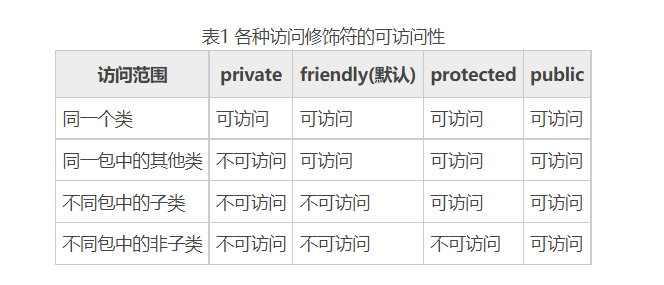 表1 各种访问修饰符的可访问性
访问范围 private friendly(默认) protected public
同一个类 可访问 可访问 可访问 可访问
同一包中的其他类 不可访问 可访问 可访问 可访问
不同包中的子类 不可访问 不可访问 可访问 可访问
不同包中的非子类 不可访问 不可访问 不可访问 可访问